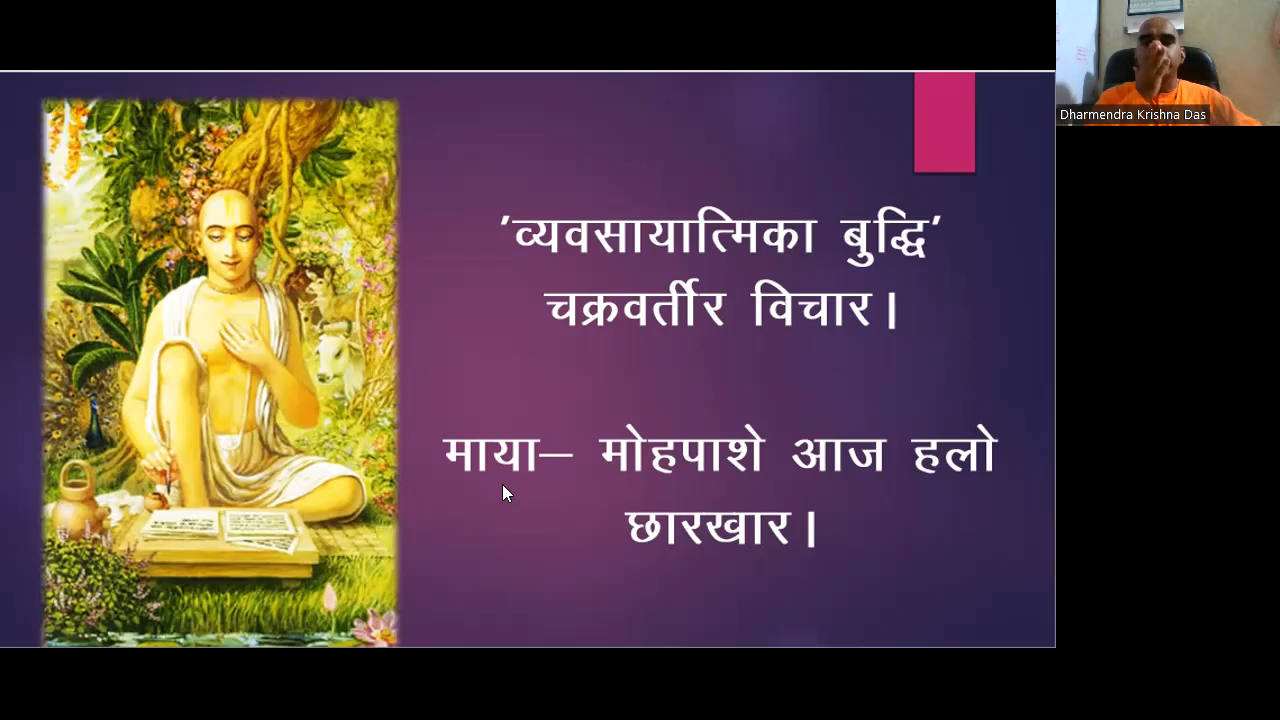 ’व्यवसायात्मिका बुद्धि’
चक्रवर्तीर विचार।
माया– मोहपाशे आज हलो
छारखार।
Dharmendra Krishna Das